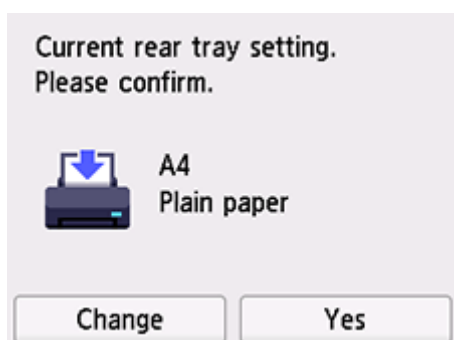 Current rear tray setting.
Please confirm.
A4
Plain paper
Change
Yes